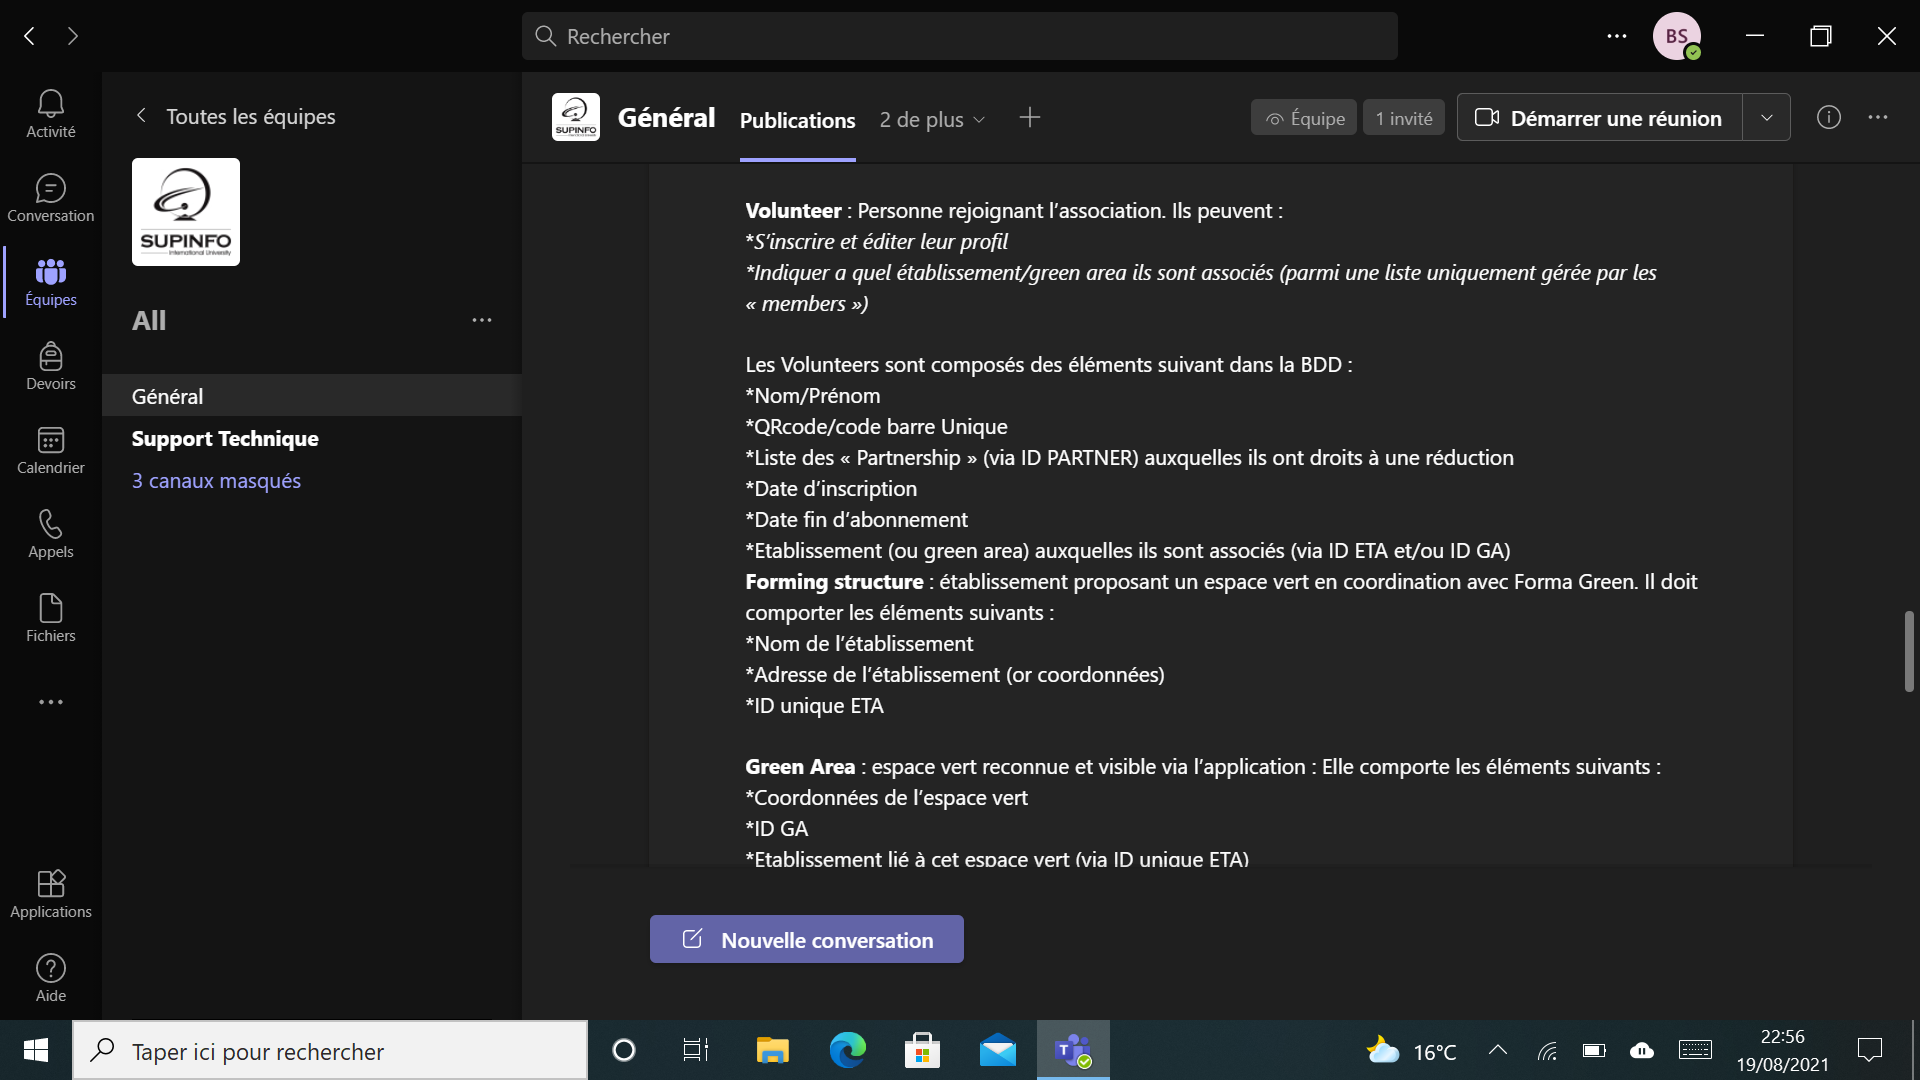 Rechercher
BS
Activité
Conversation
Équipes
Devoirs
Calendrier
Appels
Fichiers
Applications
Aide
Toutes les équipes
SUPINFO
International University
All
Général
Support Technique
3 canaux masqués
SUPINFO
Général
Publications
2 de plus
Équipe
1 invité
Démarrer une réunion
Volunteer : Personne rejoignant l’association. Ils peuvent :
*S’inscrire et éditer leur profil
*Indiquer a quel établissement/green area ils sont associés (parmi une liste uniquement gérée par les
« members »)
Les Volunteers sont composés des éléments suivant dans la BDD :
*Nom/Prénom
*QRcode/code barre Unique
*Liste des « Partnership » (via ID PARTNER) auxquelles ils ont droits à une réduction
*Date d’inscription
*Date fin d’abonnement
*Etablissement (ou green area) auxquelles ils sont associés (via ID ETA et/ou ID GA)
Forming structure : établissement proposant un espace vert en coordination avec Forma Green. Il doit
comporter les éléments suivants :
*Nom de l’établissement
*Adresse de l’établissement (or coordonnées)
*ID unique ETA
Green Area : espace vert reconnue et visible via l’application : Elle comporte les éléments suivants :
*Coordonnées de l’espace vert
*ID GA
*Etablissement lié à cet espace vert (via ID unique ETA)
Nouvelle conversation
Taper ici pour rechercher
16°C
22:56
19/08/2021